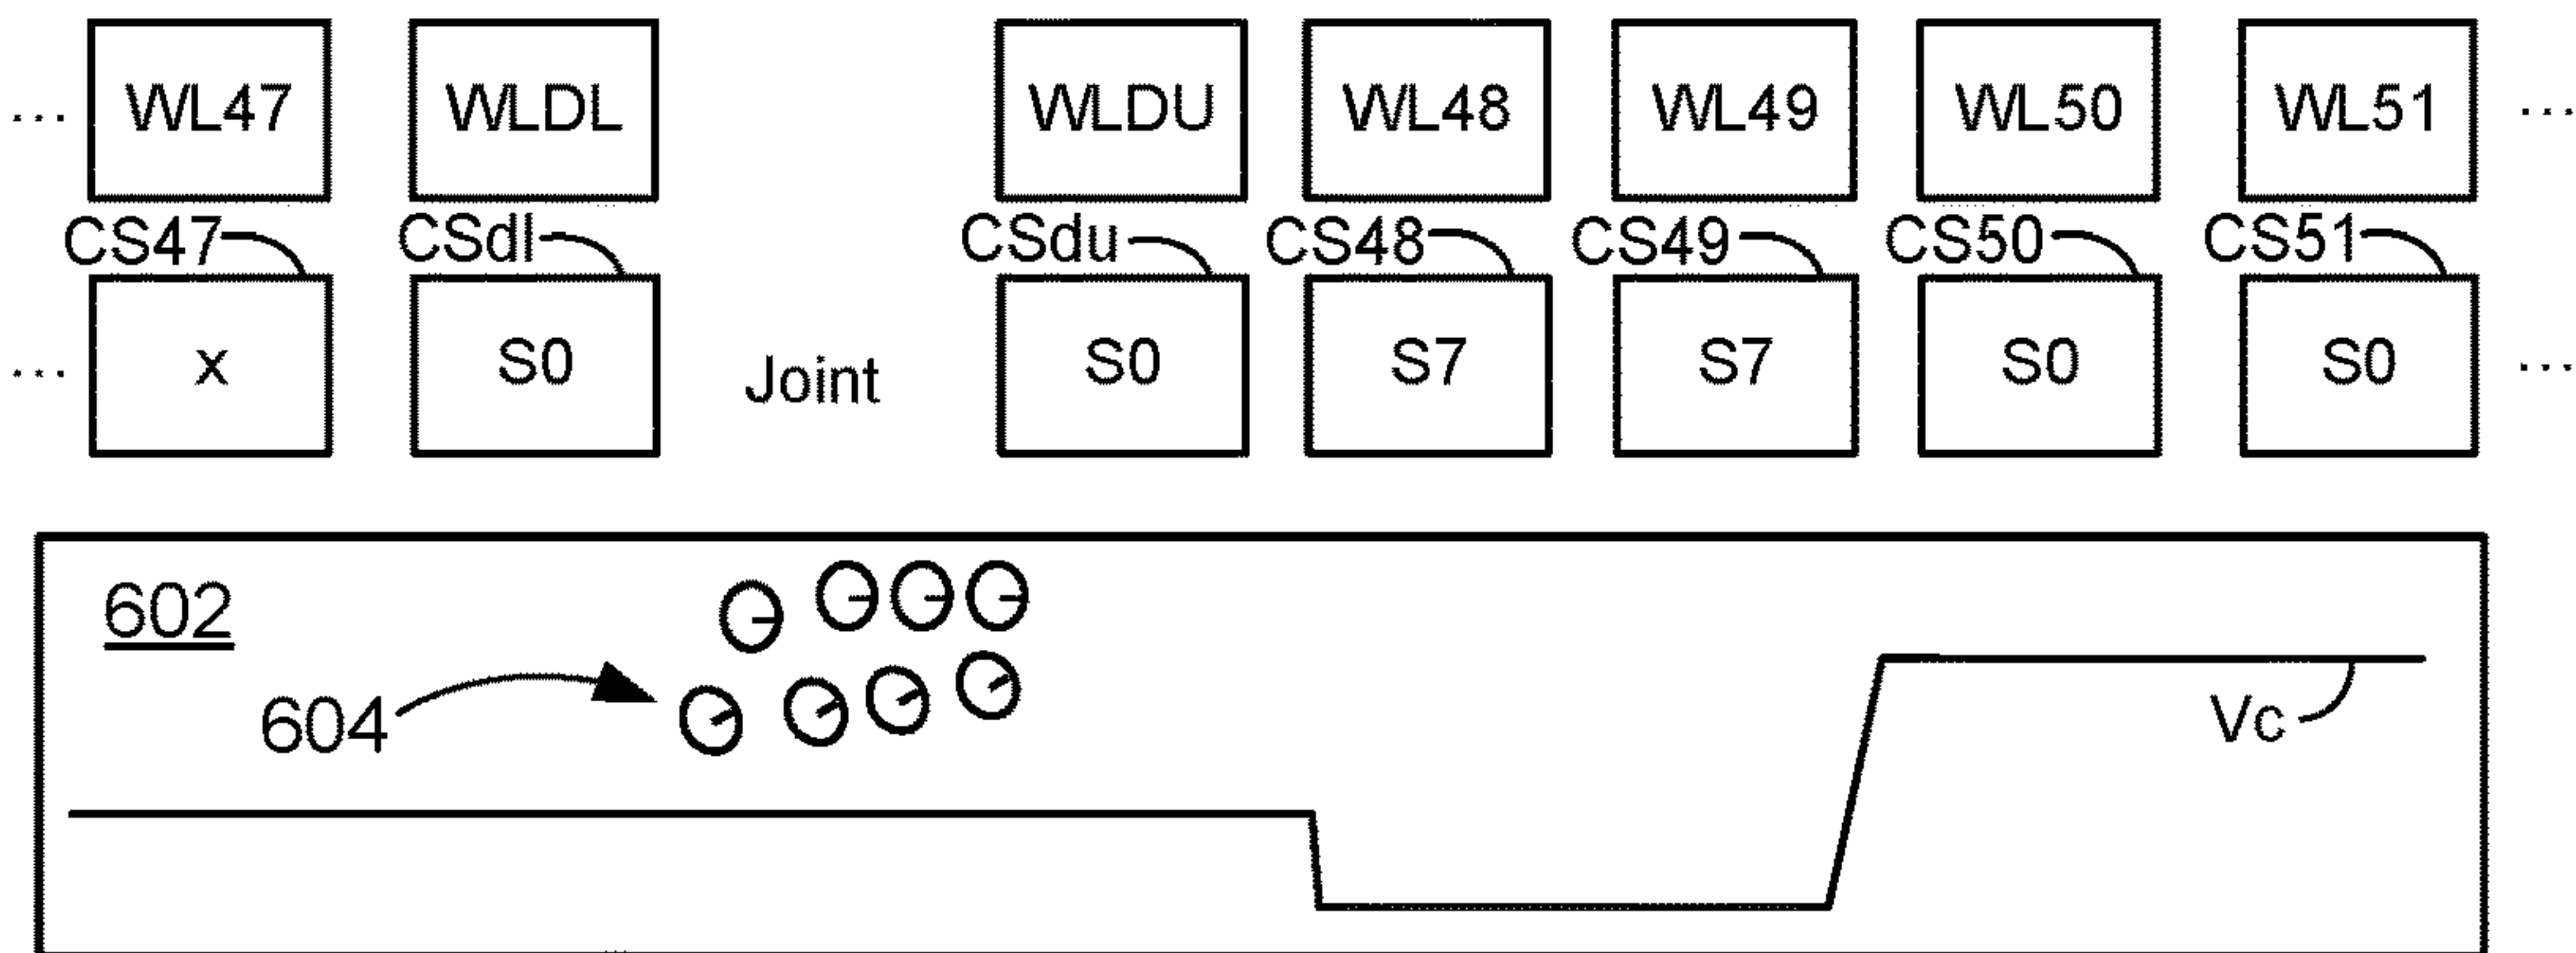 ... WL47 WLDL WLDU WL48 WL49 WL50 WL51 ...
CS47 CSdl CSdu CS48 CS49 CS50 CS51
... x S0 Joint S0 S7 S7 S0 S0 ...
602
604
Vc